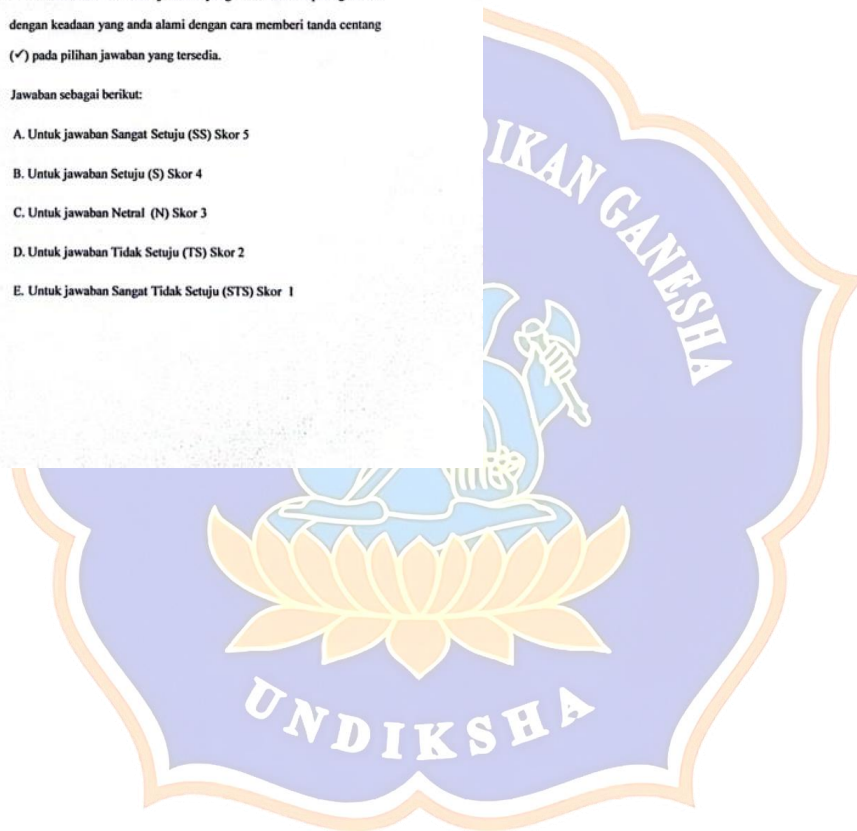 dengan keadaan yang anda alami dengan cara memberi tanda centang
(✓) pada pilihan jawaban yang tersedia.
Jawaban sebagai berikut:
A. Untuk jawaban Sangat Setuju (SS) Skor 5
B. Untuk jawaban Setuju (S) Skor 4
C. Untuk jawaban Netral (N) Skor 3
D. Untuk jawaban Tidak Setuju (TS) Skor 2
E. Untuk jawaban Sangat Tidak Setuju (STS) Skor 1
DIKAN GANESHA
UNDIKSHA